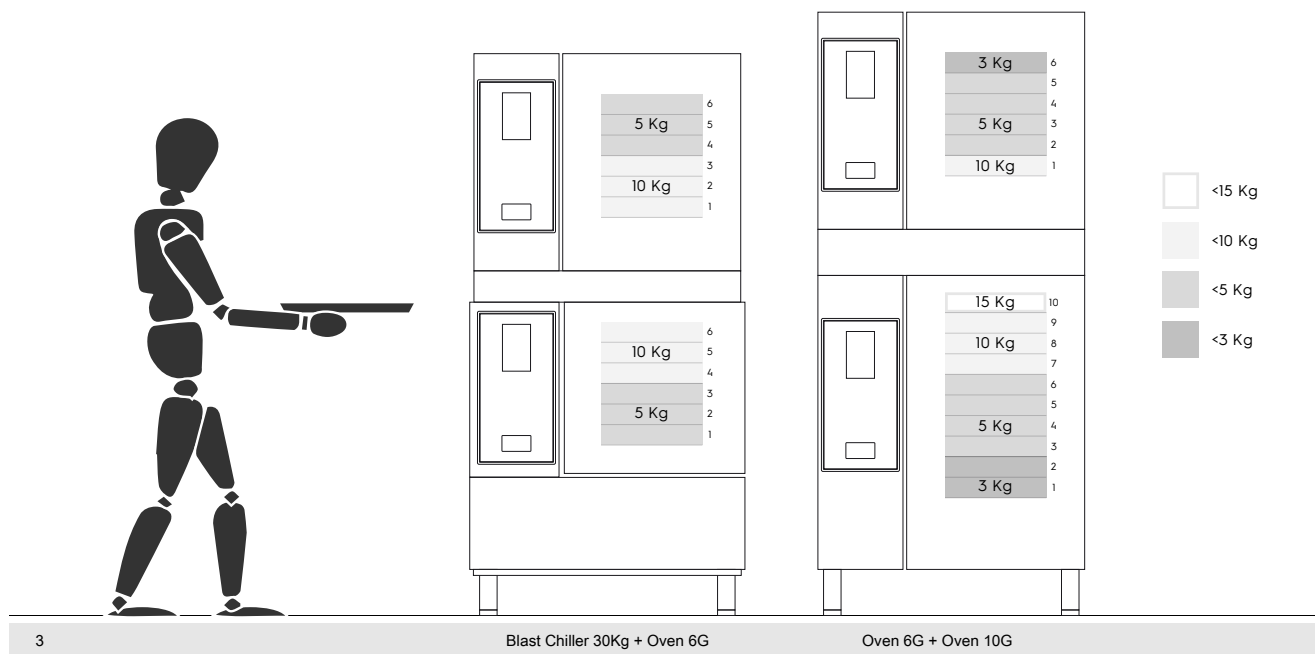 6
5 Kg 5
4
3
10 Kg 2
1
6
10 Kg 5
4
3
5 Kg 2
1
3 Kg 6
5
4
5 Kg 3
2
10 Kg 1
15 Kg 10
9
10 Kg 8
7
6
5
5 Kg 4
3
2
3 Kg 1
<15 Kg
<10 Kg
<5 Kg
<3 Kg
3 Blast Chiller 30Kg + Oven 6G Oven 6G + Oven 10G